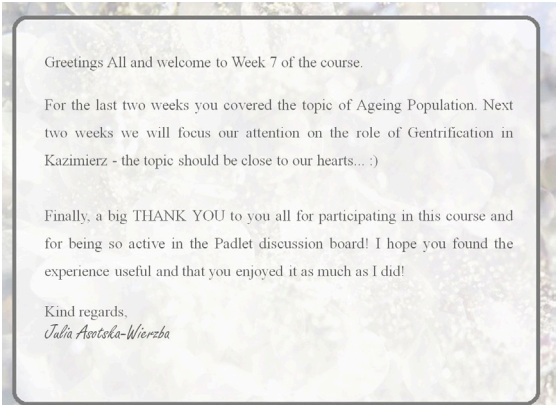 Greetings All and welcome to Week 7 of the course.
For the last two weeks you covered the topic of Ageing Population. Next
two weeks we will focus our attention on the role of Gentrification in
Kazimierz - the topic should be close to our hearts... :)
Finally, a big THANK YOU to you all for participating in this course and
for being so active in the Padlet discussion board! I hope you found the
experience useful and that you enjoyed it as much as I did!
Kind regards,
Julia Asotska-Wierzba